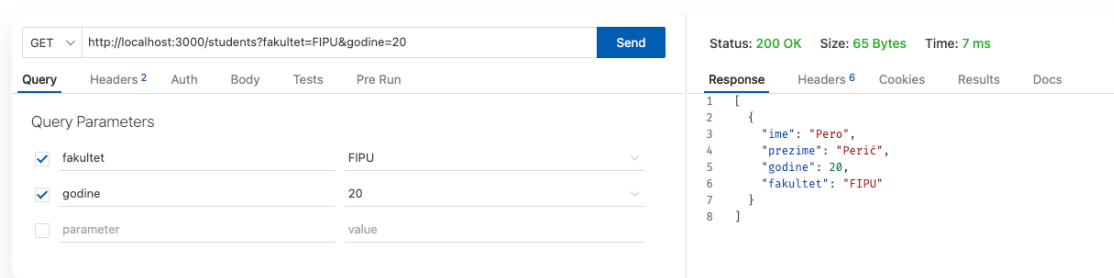 GET http://localhost:3000/students?fakultet=FIPU&godine=20 Send
Query Headers 2 Auth Body Tests Pre Run
Query Parameters
fakultet FIPU
godine 20
parameter value
Status: 200 OK Size: 65 Bytes Time: 7 ms
Response Headers 6 Cookies Results Docs
1 [
2 {
3 "ime": "Pero",
4 "prezime": "Perić",
5 "godine": 20,
6 "fakultet": "FIPU"
7 }
8 ]